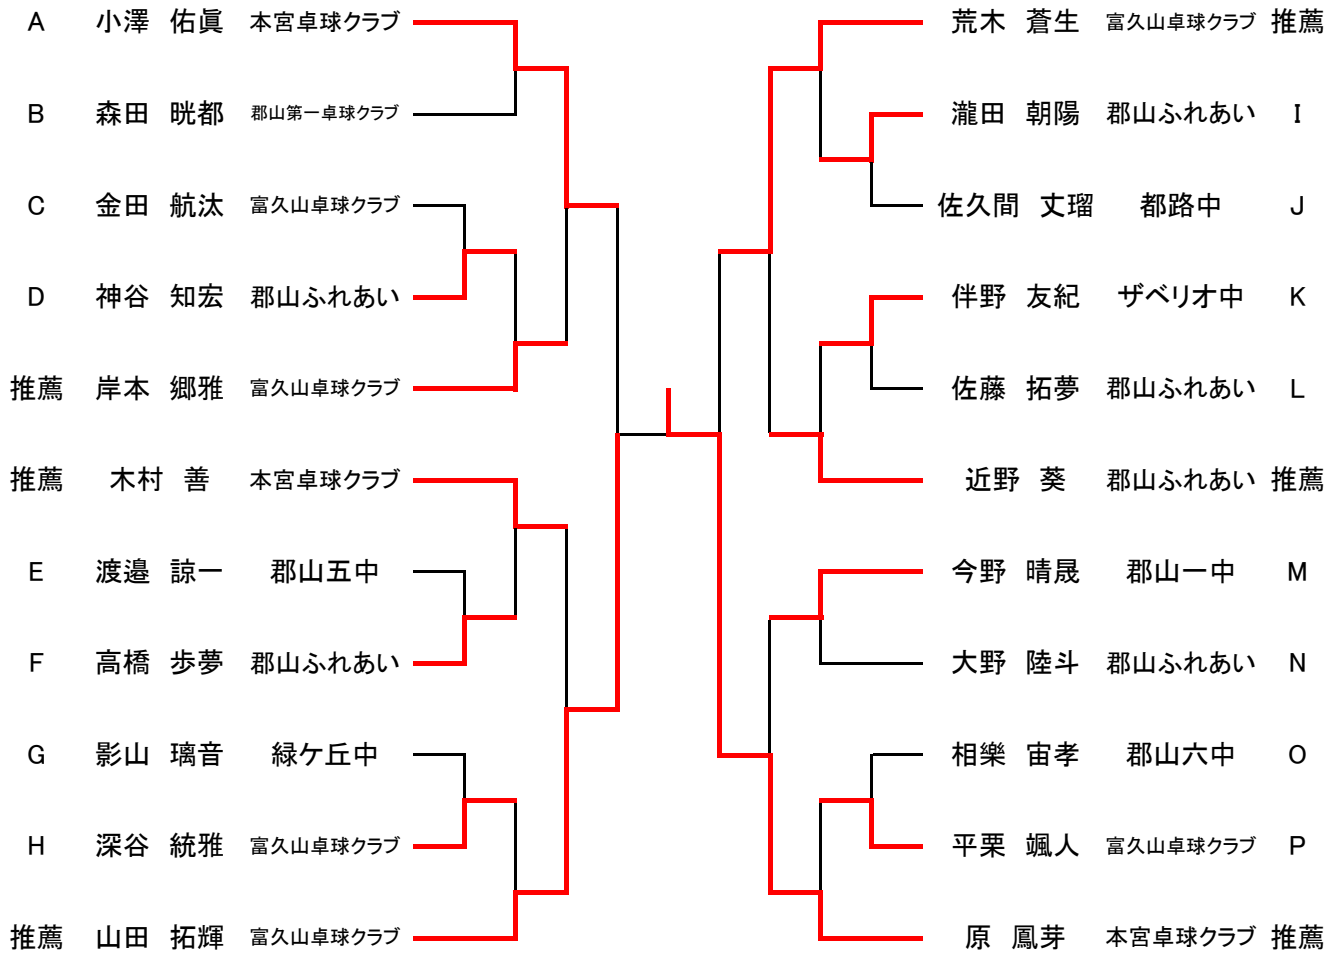 A 小澤 佑眞 本宮卓球クラブ
B 森田 晄都 郡山第一卓球クラブ
C 金田 航汰 富久山卓球クラブ
D 神谷 知宏 郡山ふれあい
推薦 岸本 郷雅 富久山卓球クラブ
推薦 木村 善 本宮卓球クラブ
E 渡邉 諒一 郡山五中
F 高橋 歩夢 郡山ふれあい
G 影山 璃音 緑ケ丘中
H 深谷 統雅 富久山卓球クラブ
推薦 山田 拓輝 富久山卓球クラブ
荒木 蒼生 富久山卓球クラブ 推薦
瀧田 朝陽 郡山ふれあい I
佐久間 丈瑠 都路中 J
伴野 友紀 ザベリオ中 K
佐藤 拓夢 郡山ふれあい L
近野 葵 郡山ふれあい 推薦
今野 晴晟 郡山一中 M
大野 陸斗 郡山ふれあい N
相樂 宙孝 郡山六中 O
平栗 颯人 富久山卓球クラブ P
原 鳳芽 本宮卓球クラブ 推薦